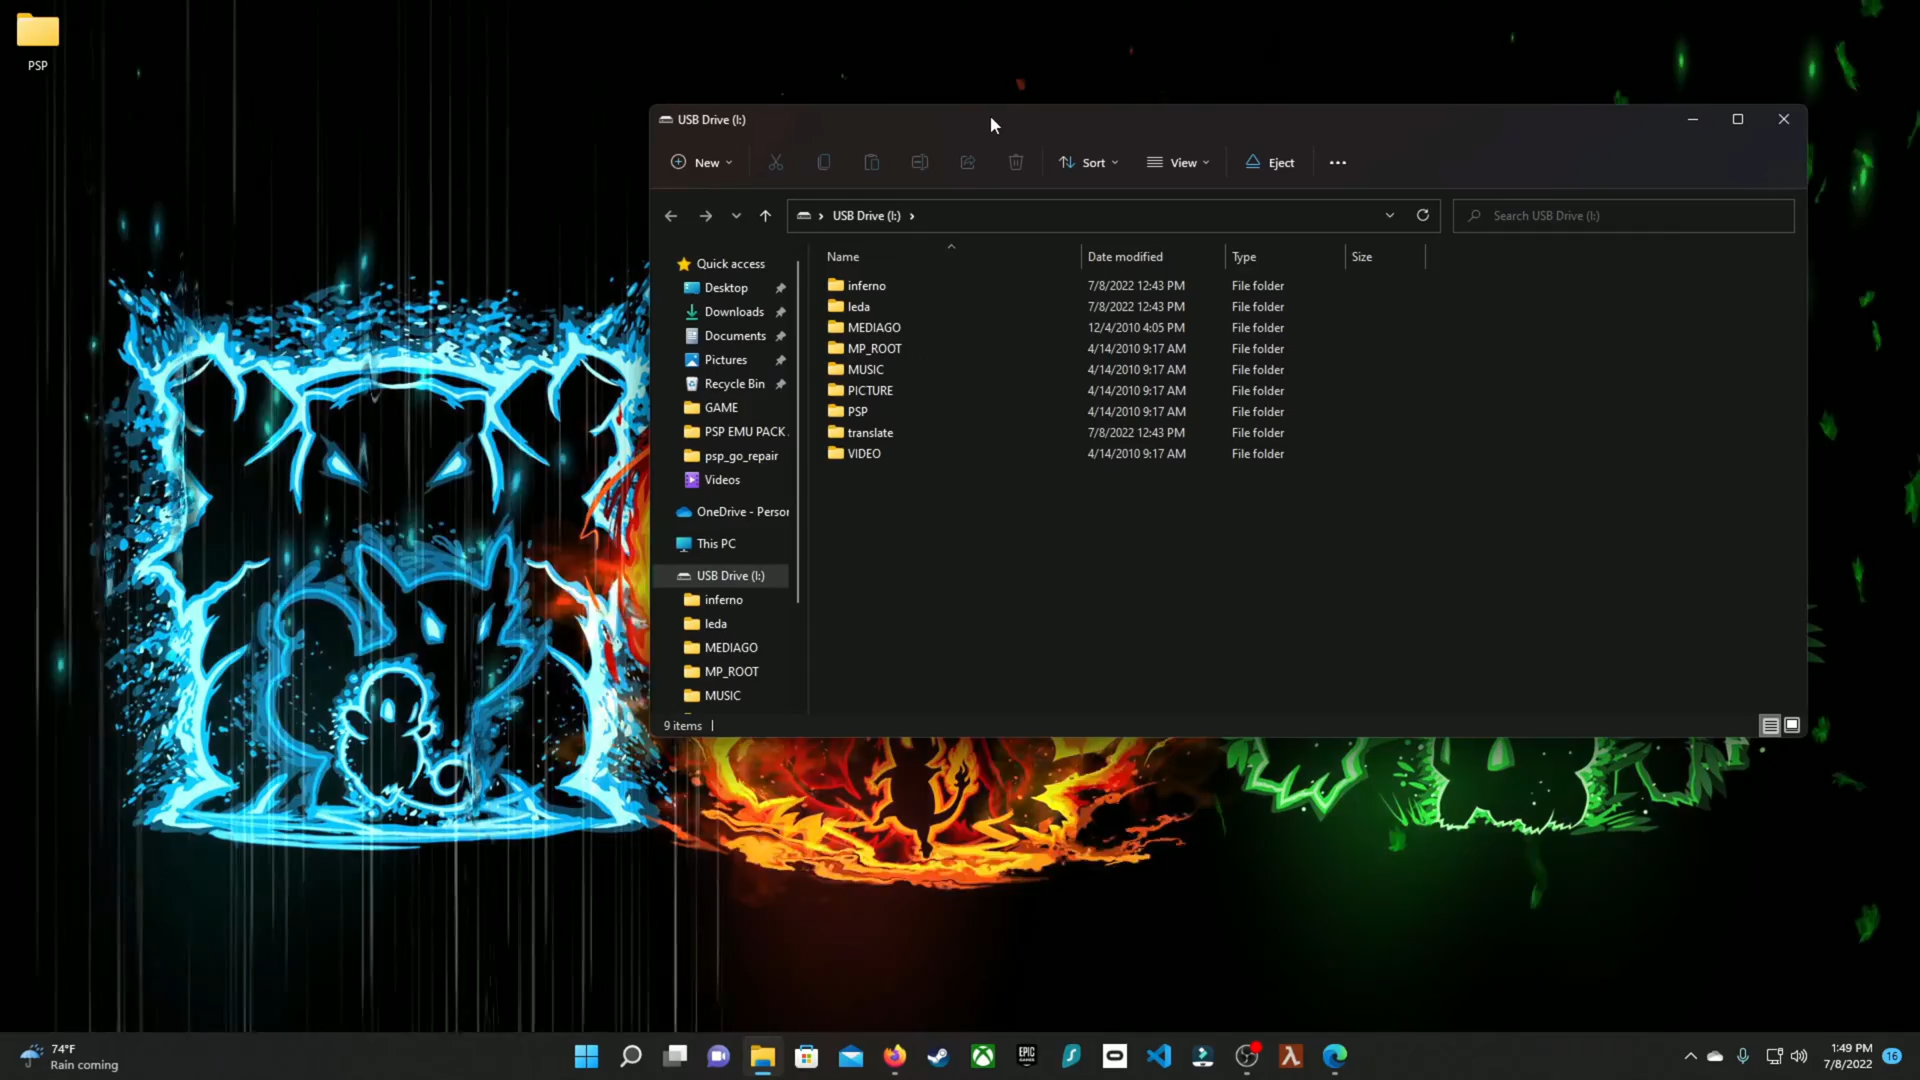 PSP
USB Drive (I:)
New
Sort
View
Eject
USB Drive (I:)
Search USB Drive (I:)
Name Date modified Type Size
inferno 7/8/2022 12:43 PM File folder
leda 7/8/2022 12:43 PM File folder
MEDIAGO 12/4/2010 4:05 PM File folder
MP_ROOT 4/14/2010 9:17 AM File folder
MUSIC 4/14/2010 9:17 AM File folder
PICTURE 4/14/2010 9:17 AM File folder
PSP 4/14/2010 9:17 AM File folder
translate 7/8/2022 12:43 PM File folder
VIDEO 4/14/2010 9:17 AM File folder
Quick access
Desktop
Downloads
Documents
Pictures
Recycle Bin
GAME
PSP EMU PACK
psp_go_repair
Videos
OneDrive - Person
This PC
USB Drive (I:)
inferno
leda
MEDIAGO
MP_ROOT
MUSIC
9 items
74°F
Rain coming
EPIC
GAMES
1:49 PM
7/8/2022
16